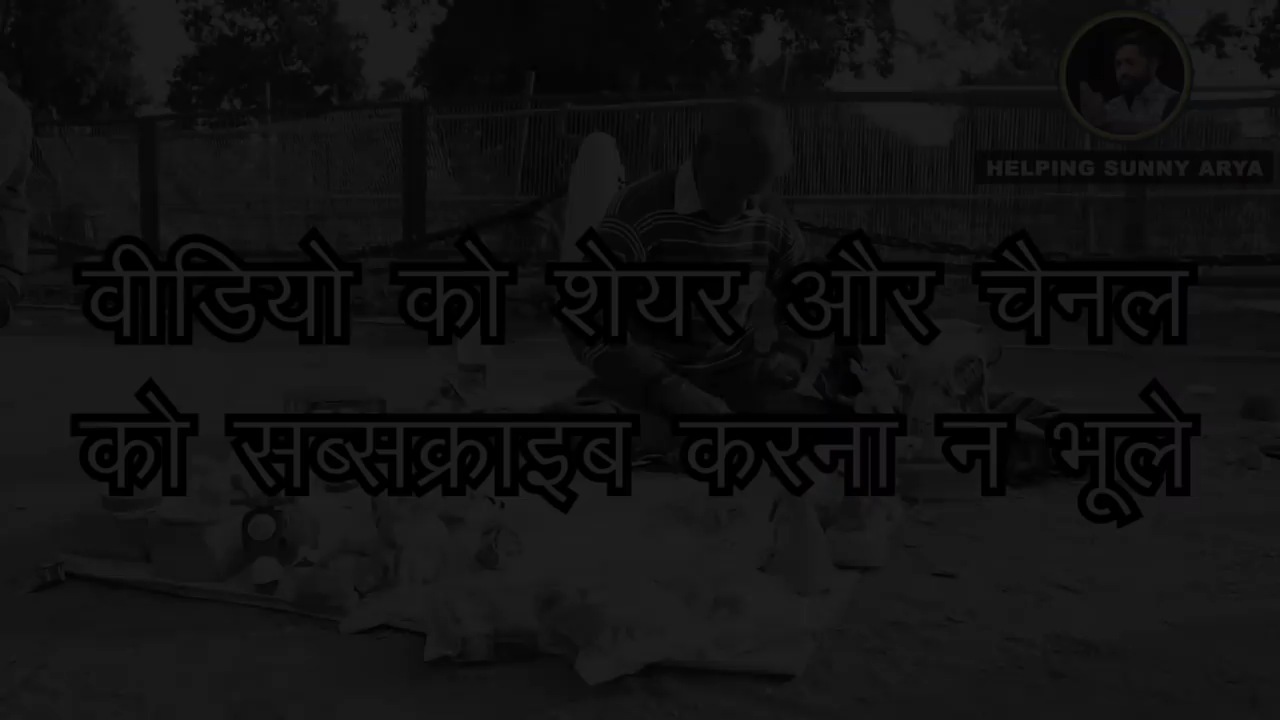 HELPING SUNNY ARYA
वीडियो को शेयर और चैनल
को सब्सक्राइब करना न भूले